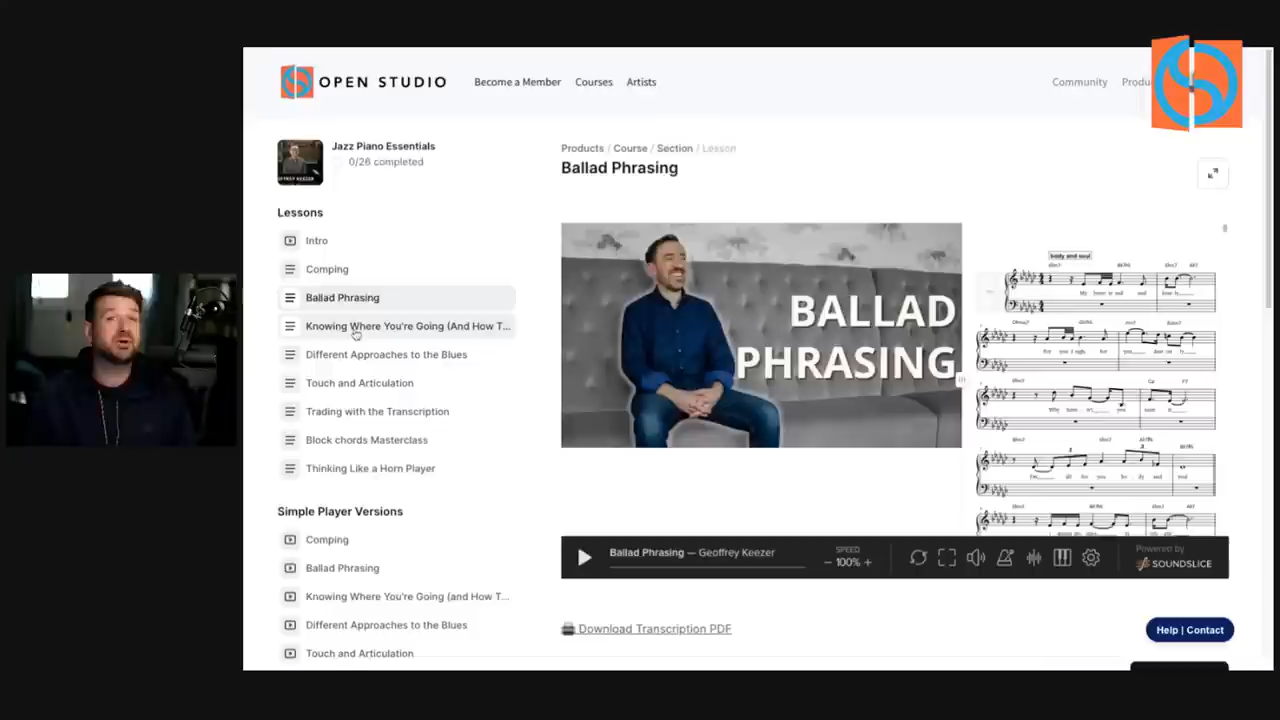 OPEN STUDIO
Become a Member
Courses
Artists
Community
Jazz Piano Essentials
0/26 completed
Lessons
Intro
Comping
Ballad Phrasing
Knowing Where You're Going (And How T...
Different Approaches to the Blues
Touch and Articulation
Trading with the Transcription
Block chords Masterclass
Thinking Like a Horn Player
Simple Player Versions
Comping
Ballad Phrasing
Knowing Where You're Going (and How T...
Different Approaches to the Blues
Touch and Articulation
Products / Course / Section / Lesson
Ballad Phrasing
BALLAD
PHRASING
body and soul
Ballad Phrasing — Geoffrey Keezer
SPEED
− 100% +
Powered by
SOUNDSLICE
Download Transcription PDF
Help | Contact